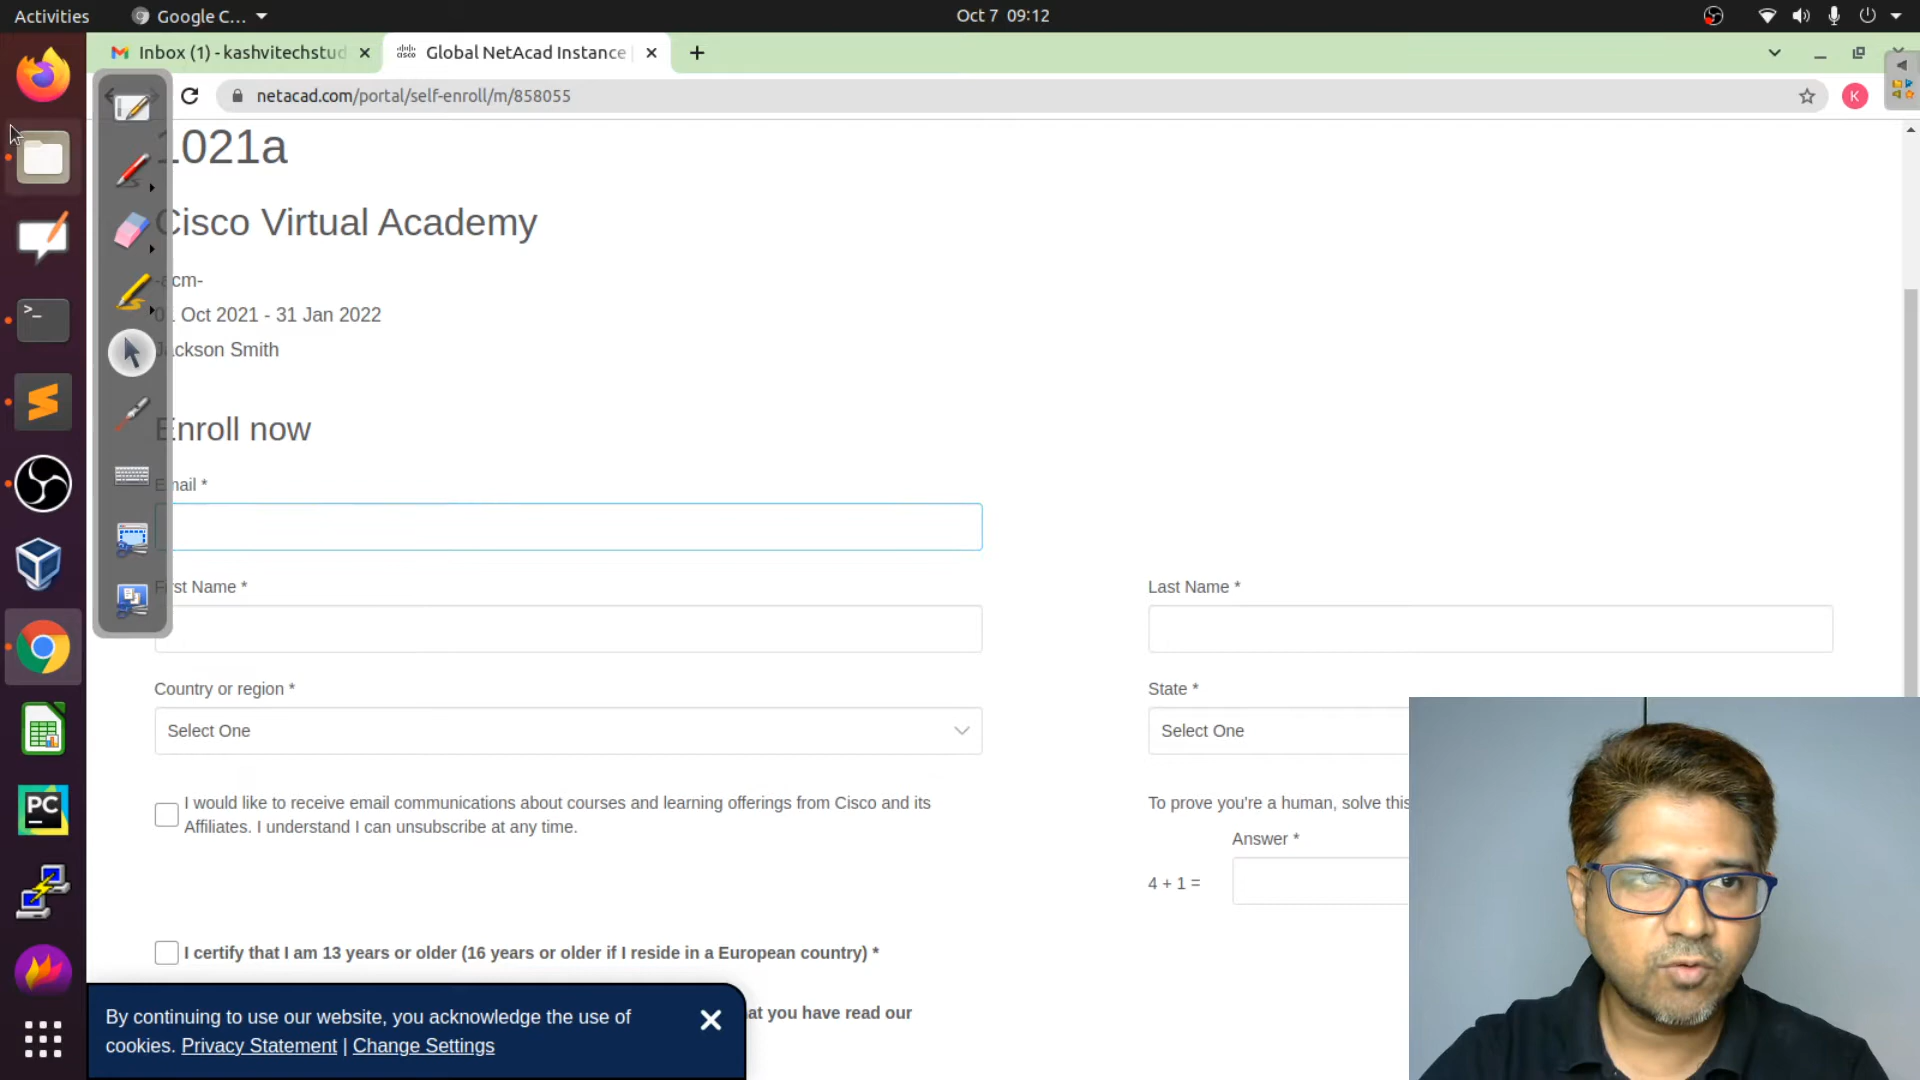 Activities
Google C...
Oct 7 09:12
Inbox (1) - kashvitechstud
Global NetAcad Instance
netacad.com/portal/self-enroll/m/858055
K
1021a
Cisco Virtual Academy
-acm-
Oct 2021 - 31 Jan 2022
Jackson Smith
Enroll now
Email *
First Name *
Last Name *
Country or region *
State *
Select One
Select One
I would like to receive email communications about courses and learning offerings from Cisco and its
Affiliates. I understand I can unsubscribe at any time.
To prove you're a human, solve this
Answer *
4 + 1 =
I certify that I am 13 years or older (16 years or older if I reside in a European country) *
at you have read our
By continuing to use our website, you acknowledge the use of
cookies. Privacy Statement | Change Settings
PC